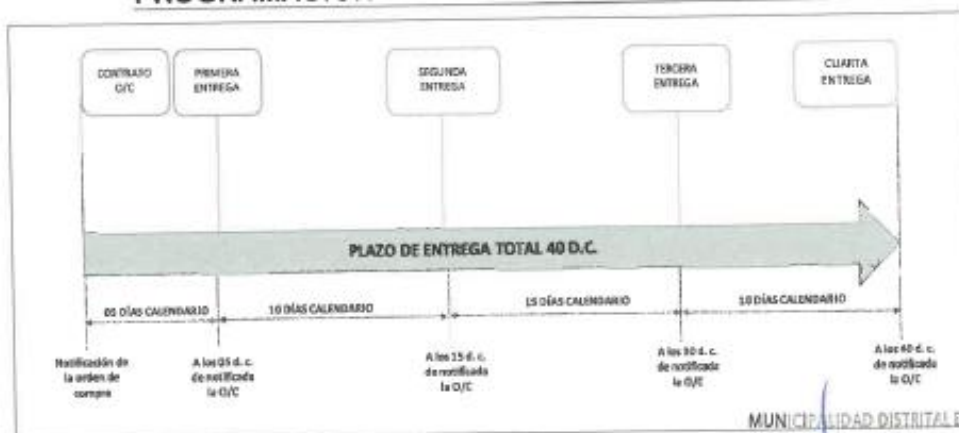 CONTRATO
O/C
PRIMERA
ENTREGA
SEGUNDA
ENTREGA
TERCERA
ENTREGA
CUARTA
ENTREGA
PLAZO DE ENTREGA TOTAL 40 D.C.
05 DÍAS CALENDARIO
10 DÍAS CALENDARIO
15 DÍAS CALENDARIO
10 DÍAS CALENDARIO
Notificación de
la orden de
compra
A los 05 d. c.
de notificada
la O/C
A los 15 d. c.
de notificada
la O/C
A los 30 d. c.
de notificada
la O/C
A los 40 d. c.
de notificada
la O/C
MUNICIPALIDAD DISTRITAL